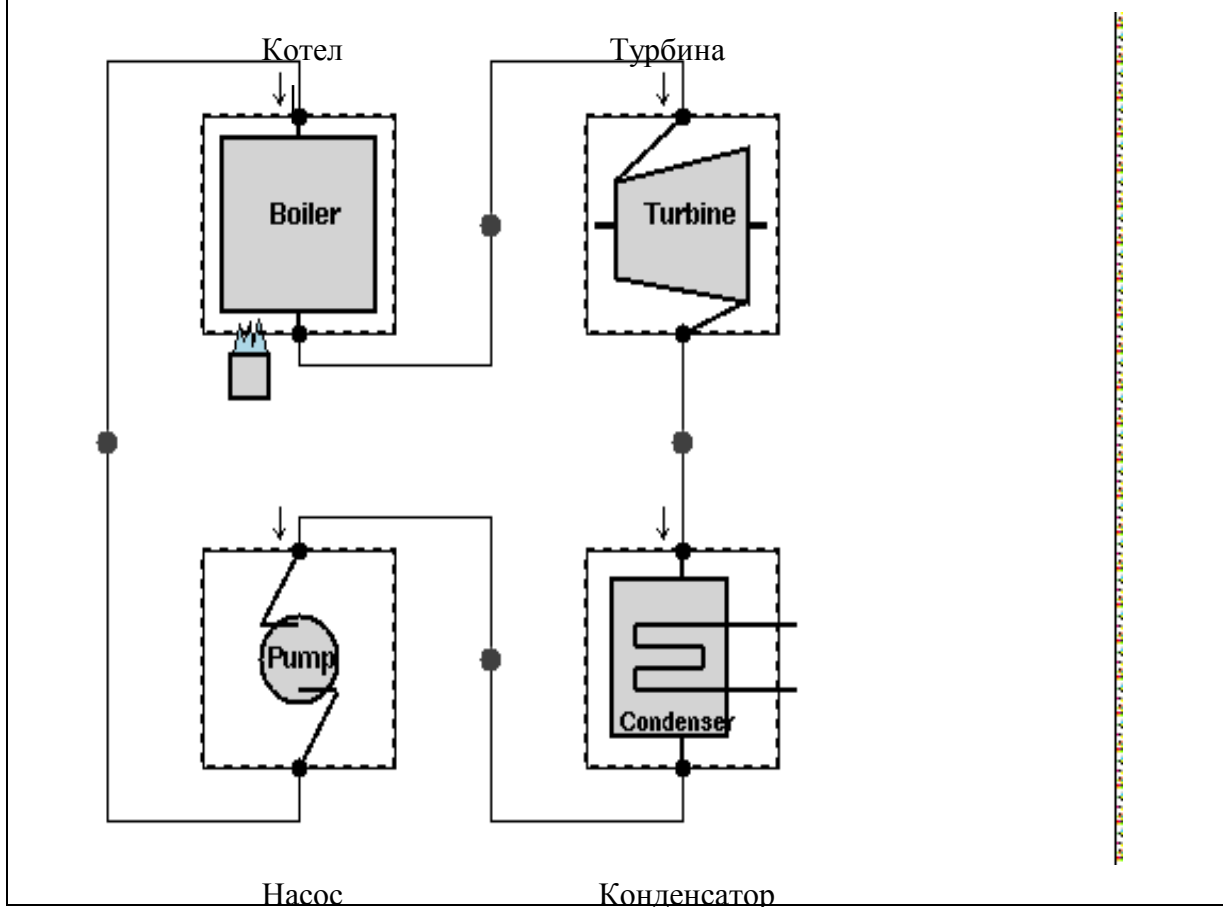 Котел Турбина
Boiler Turbine
Pump
Condenser
Насос Конденсатор